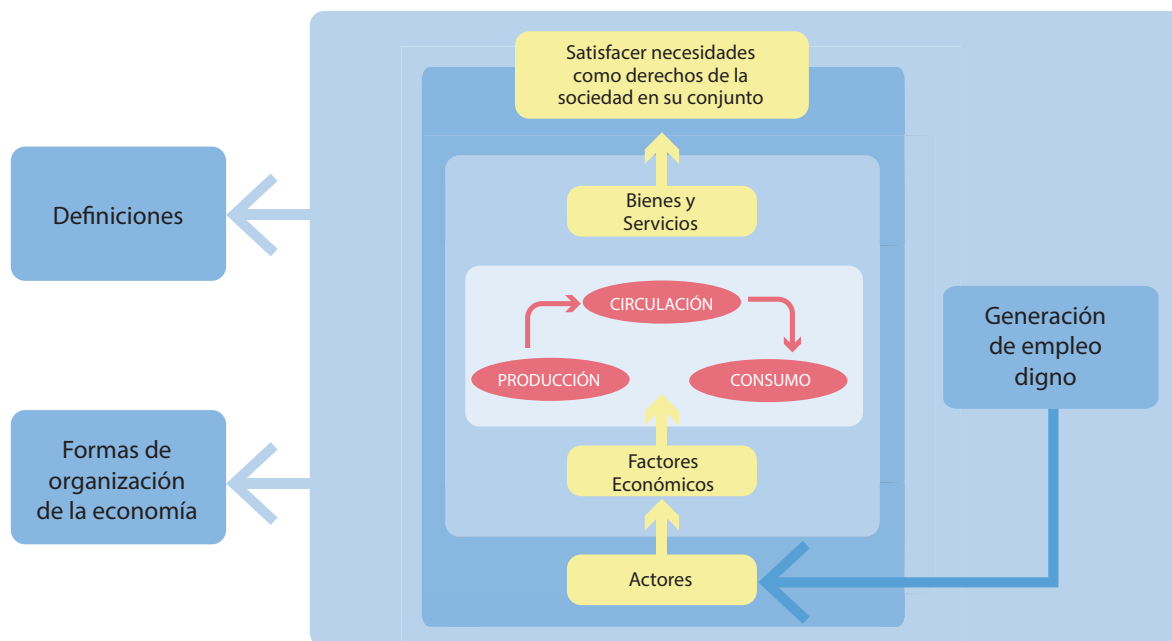 Satisfacer necesidades
como derechos de la
sociedad en su conjunto
Definiciones
Bienes y
Servicios
CIRCULACIÓN
PRODUCCIÓN
CONSUMO
Generación
de empleo
digno
Formas de
organización
de la economía
Factores
Económicos
Actores